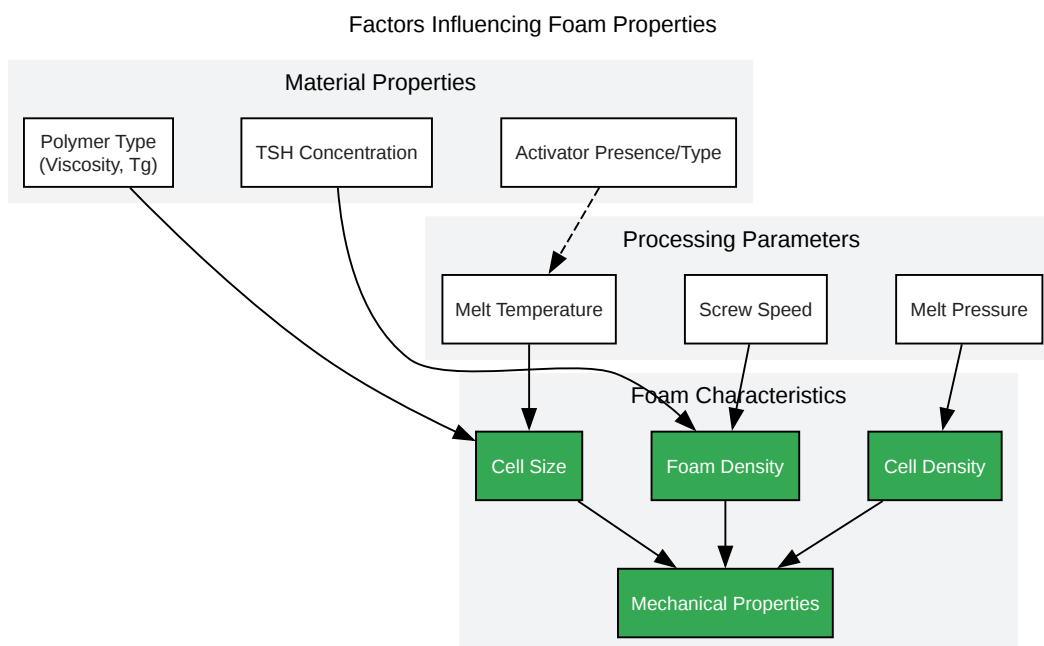 Factors Influencing Foam Properties
Material Properties
Polymer Type
(Viscosity, Tg)
TSH Concentration
Activator Presence/Type
Processing Parameters
Melt Temperature
Screw Speed
Melt Pressure
Foam Characteristics
Cell Size
Foam Density
Cell Density
Mechanical Properties